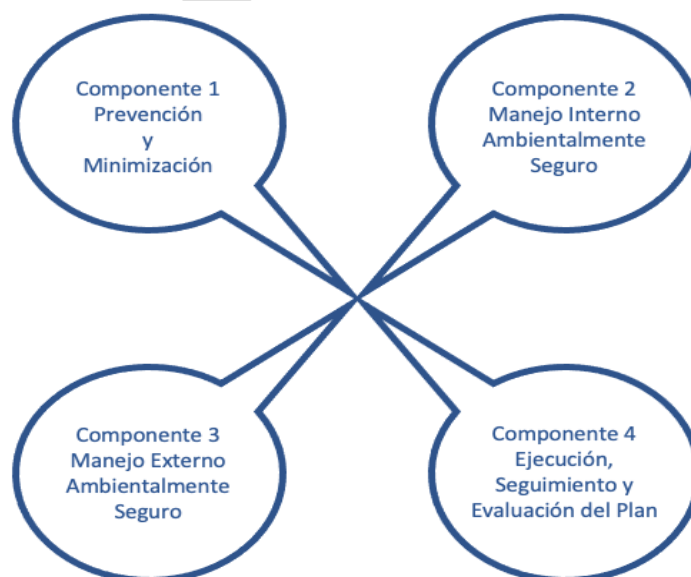 Componente 1
Prevención
y
Minimización
Componente 2
Manejo Interno
Ambientalmente
Seguro
Componente 3
Manejo Externo
Ambientalmente
Seguro
Componente 4
Ejecución,
Seguimiento y
Evaluación del Plan